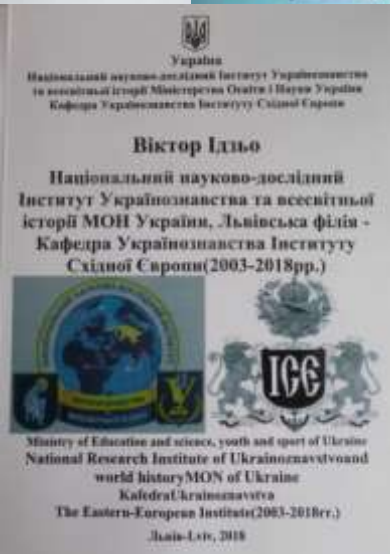 Україна
Національний науково-дослідний Інститут Українознавства
та всесвітньої історії Міністерства Освіти і Науки України
Кафедра Українознавства Інституту Східної Європи
Віктор Ідзьо
Національний науково-дослідний
Інститут Українознавства та всесвітньої
історії МОН України, Львівська філія -
Кафедра Українознавства Інституту
Східної Європи(2003-2018рр.)
ІСЄ
Ministry of Education and science, youth and sport of Ukraine
National Research Institute of Ukrainoznavstvoand
world historyMON of Ukraine
KafedraUkrainoznavstva
The Eastern-European Institute(2003-2018rr.)
Львів-Lviv, 2018